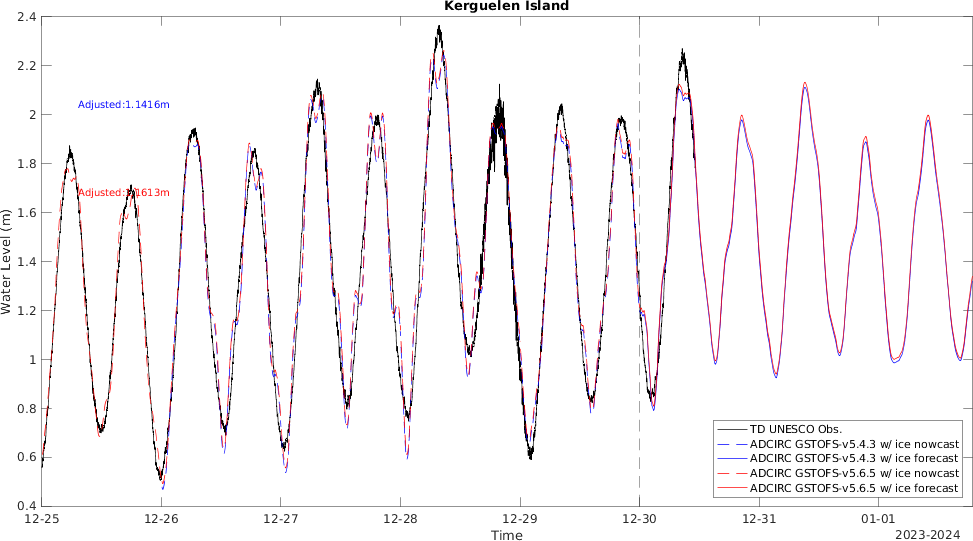 Kerguelen Island
2.4
2.2
2
1.8
1.6
1.4
1.2
1
0.8
0.6
0.4
Water Level (m)
Adjusted:1.1416m
Adjusted:1.1613m
TD UNESCO Obs.
ADCIRC GSTOFS-v5.4.3 w/ ice nowcast
ADCIRC GSTOFS-v5.4.3 w/ ice forecast
ADCIRC GSTOFS-v5.6.5 w/ ice nowcast
ADCIRC GSTOFS-v5.6.5 w/ ice forecast
12-25 12-26 12-27 12-28 12-29 12-30 12-31 01-01
Time
2023-2024